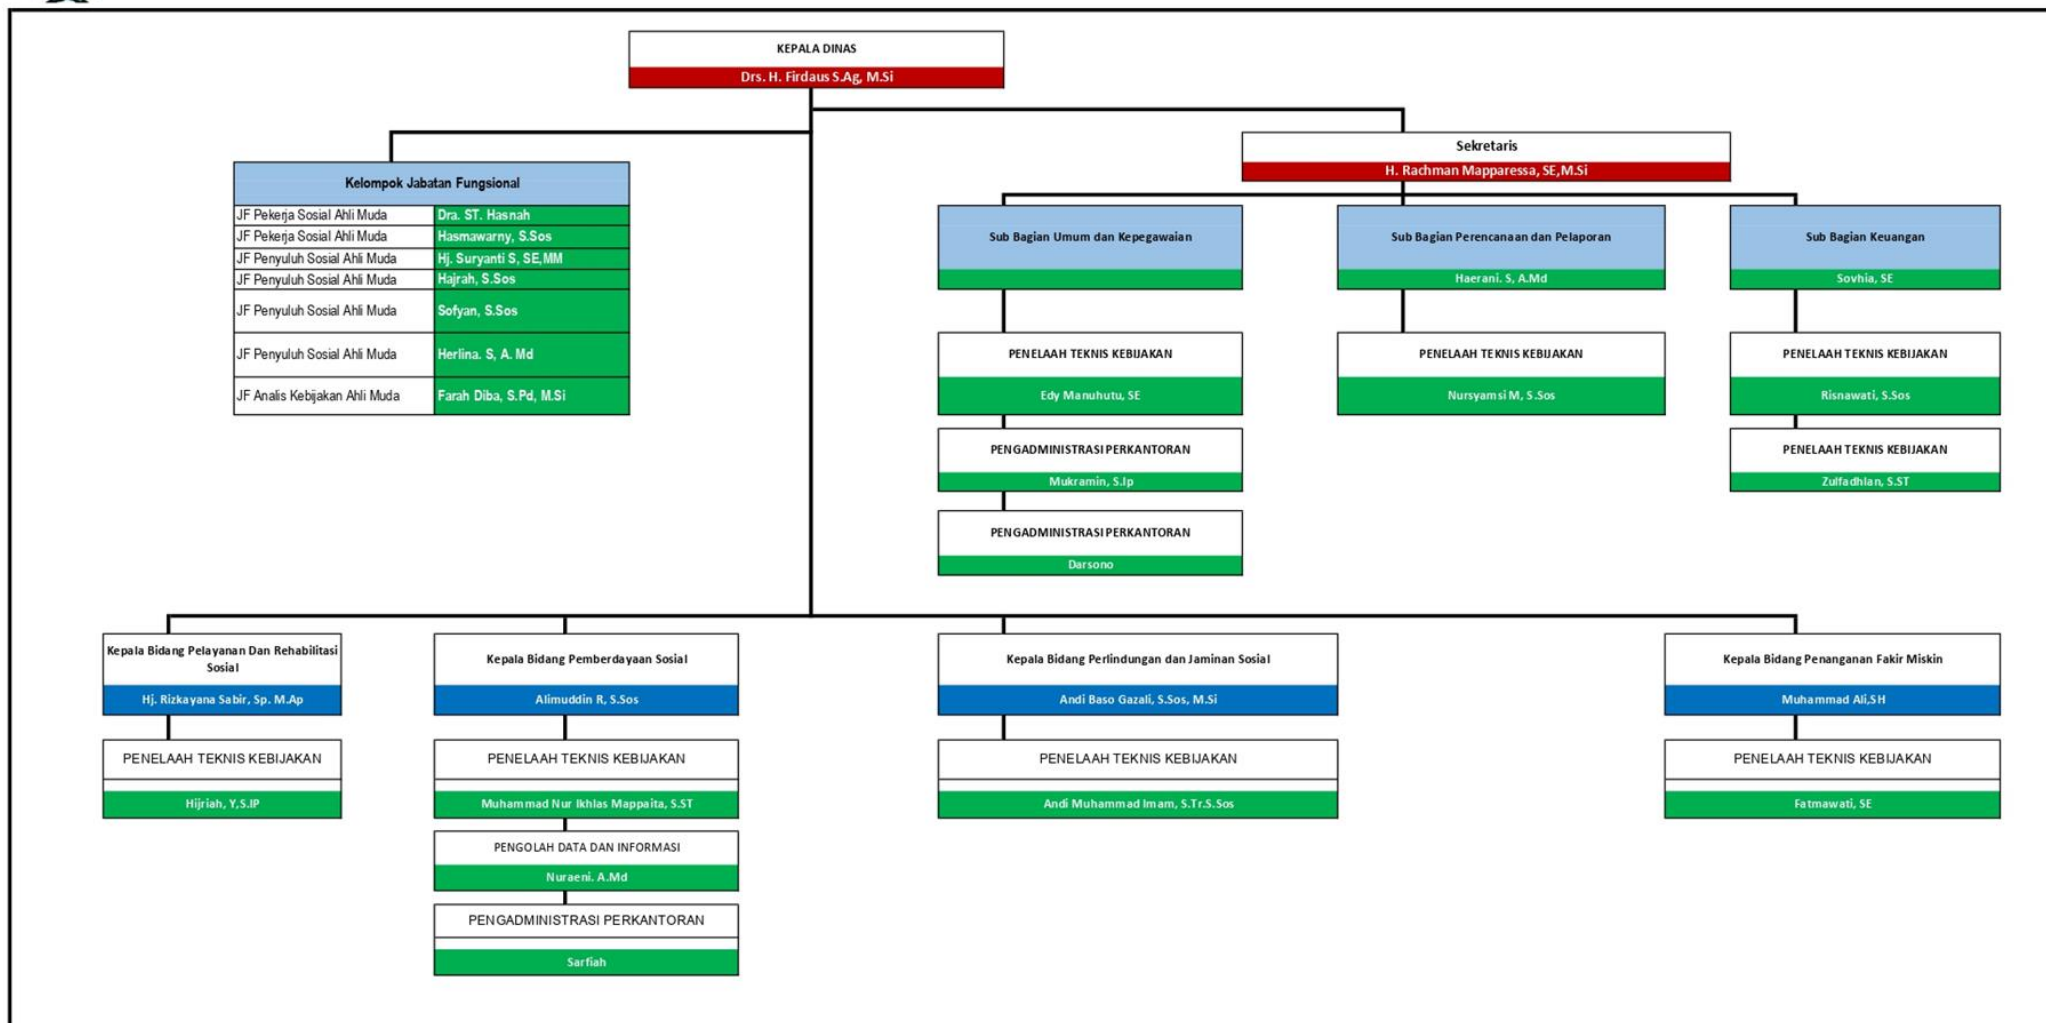 KEPALA DINAS
Drs. H. Firdaus S.Ag, M.Si
Sekretaris
H. Rachman Mapparessa, SE,M.Si
Kelompok Jabatan Fungsional
JF Pekerja Sosial Ahli Muda Dra. ST. Hasnah
JF Pekerja Sosial Ahli Muda Hasmawarny, S.Sos
JF Penyuluh Sosial Ahli Muda Hj. Suryanti S, SE,MM
JF Penyuluh Sosial Ahli Muda Hajrah, S.Sos
JF Penyuluh Sosial Ahli Muda Sofyan, S.Sos
JF Penyuluh Sosial Ahli Muda Herlina. S, A. Md
JF Analis Kebijakan Ahli Muda Farah Diba, S.Pd, M.Si
Sub Bagian Umum dan Kepegawaian
PENELAAH TEKNIS KEBIJAKAN
Edy Manuhutu, SE
PENGADMINISTRASI PERKANTORAN
Mukramin, S.Ip
PENGADMINISTRASI PERKANTORAN
Darsono
Sub Bagian Perencanaan dan Pelaporan
Haerani. S, A.Md
PENELAAH TEKNIS KEBIJAKAN
Nursyamsi M, S.Sos
Sub Bagian Keuangan
Sovhia, SE
PENELAAH TEKNIS KEBIJAKAN
Risnawati, S.Sos
PENELAAH TEKNIS KEBIJAKAN
Zulfadhlan, S.ST
Kepala Bidang Pelayanan Dan Rehabilitasi
Sosial
Hj. Rizkayana Sabir, Sp. M.Ap
PENELAAH TEKNIS KEBIJAKAN
Hijriah, Y,S.IP
Kepala Bidang Pemberdayaan Sosial
Alimuddin R, S.Sos
PENELAAH TEKNIS KEBIJAKAN
Muhammad Nur Ikhlas Mappaita, S.ST
PENGOLAH DATA DAN INFORMASI
Nuraeni. A.Md
PENGADMINISTRASI PERKANTORAN
Sarfiah
Kepala Bidang Perlindungan dan Jaminan Sosial
Andi Baso Gazali, S.Sos, M.Si
PENELAAH TEKNIS KEBIJAKAN
Andi Muhammad Imam, S.Tr.S.Sos
Kepala Bidang Penanganan Fakir Miskin
Muhammad Ali,SH
PENELAAH TEKNIS KEBIJAKAN
Fatmawati, SE